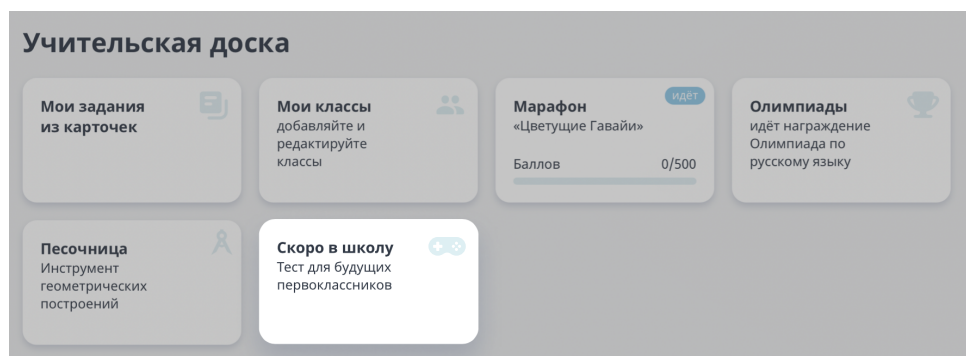 Учительская доска
Мои задания
из карточек
Мои классы
добавляйте и
редактируйте
классы
идёт
Марафон
«Цветущие Гавайи»
Баллов 0/500
Олимпиады
идёт награждение
Олимпиада по
русскому языку
Песочница
Инструмент
геометрических
построений
Скоро в школу
Тест для будущих
первоклассников